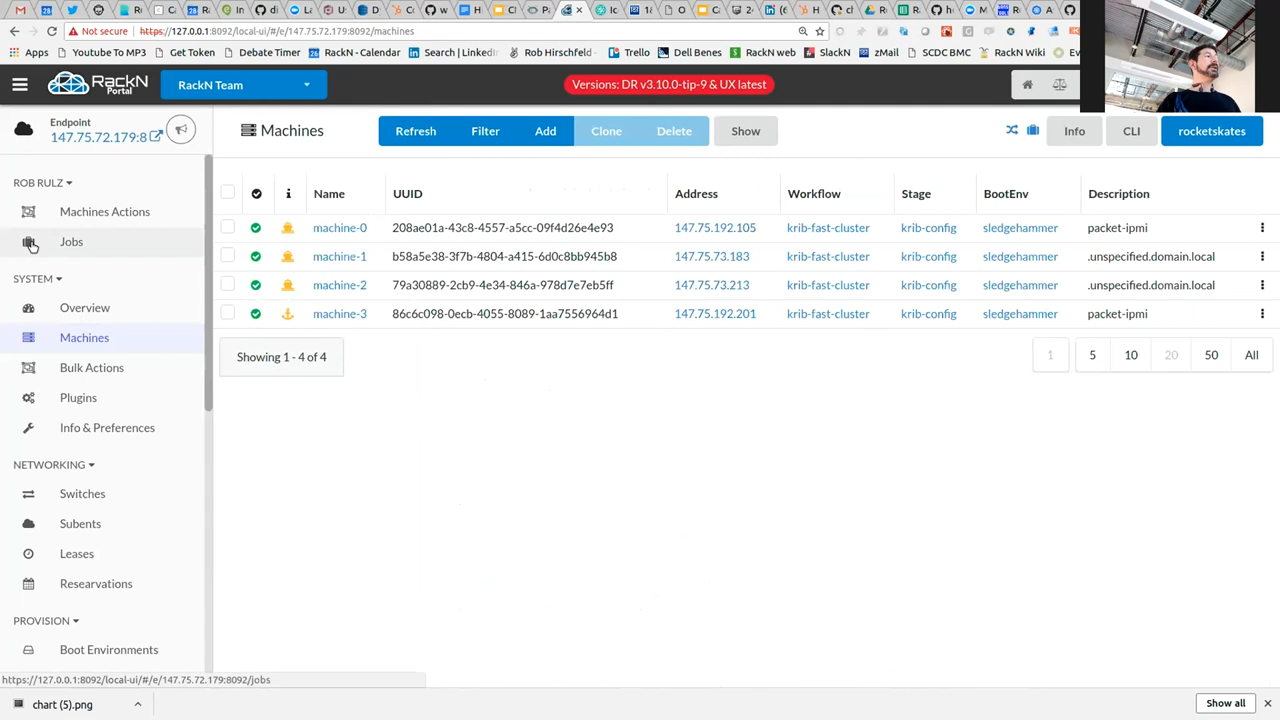 Not secure https://127.0.0.1:8092/local-ui/#/e/147.75.72.179:8092/machines
Apps YouTube To MP3 Get Token Debate Timer RackN - Calendar Search | LinkedIn Rob Hirschfeld Trello Dell Benes RackN web SlackN zMail SCDC BMC RackN Wiki
RackN Portal RackN Team Versions: DR v3.10.0-tip-9 & UX latest
Endpoint
147.75.72.179:8
Machines Refresh Filter Add Clone Delete Show Info CLI rocketskates
ROB RULZ
Machines Actions
Jobs
SYSTEM
Overview
Machines
Bulk Actions
Plugins
Info & Preferences
NETWORKING
Switches
Subents
Leases
Researvations
PROVISION
Boot Environments
Name UUID Address Workflow Stage BootEnv Description
machine-0 208ae01a-43c8-4557-a5cc-09f4d26e4e93 147.75.192.105 krib-fast-cluster krib-config sledgehammer packet-ipmi
machine-1 b58a5e38-3f7b-4804-a415-6d0c8bb945b8 147.75.73.183 krib-fast-cluster krib-config sledgehammer .unspecified.domain.local
machine-2 79a30889-2cb9-4e34-846a-978d7e7eb5ff 147.75.73.213 krib-fast-cluster krib-config sledgehammer .unspecified.domain.local
machine-3 86c6c098-0ecb-4055-8089-1aa7556964d1 147.75.192.201 krib-fast-cluster krib-config sledgehammer packet-ipmi
Showing 1 - 4 of 4 1 5 10 20 50 All
https://127.0.0.1:8092/local-ui/#/e/147.75.72.179:8092/jobs
chart (5).png Show all